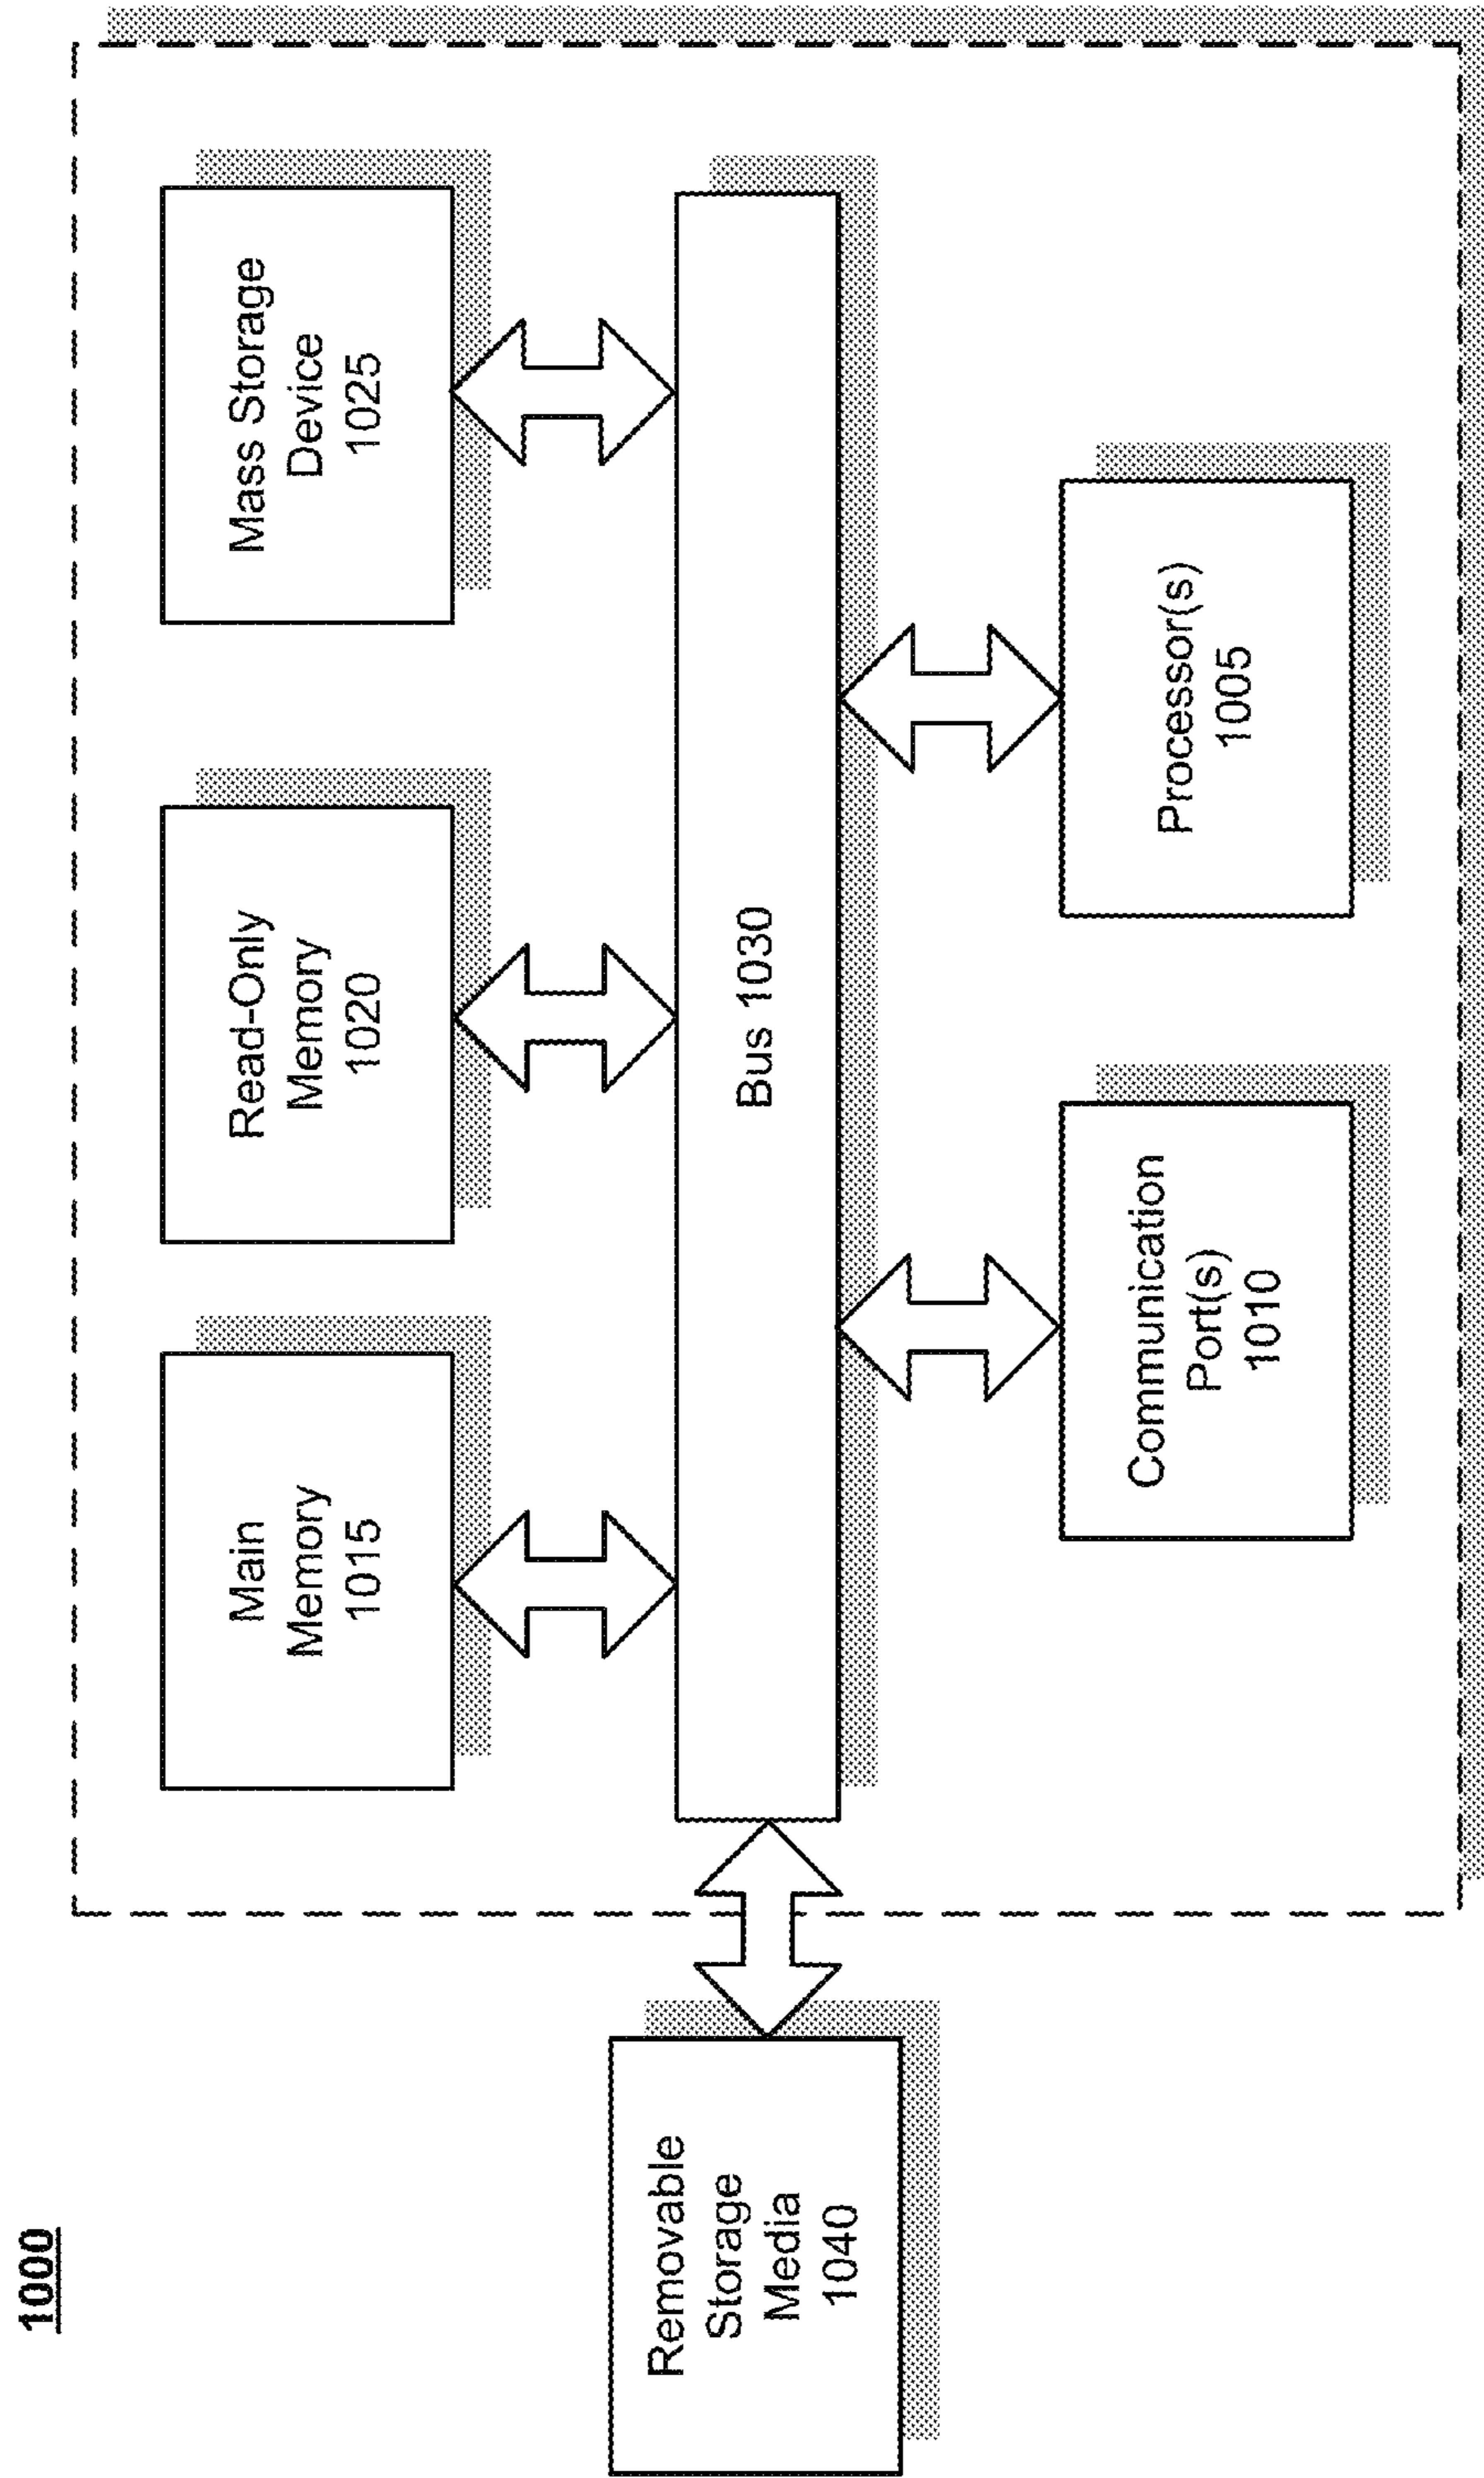 1000
Main
Memory
1015
Read-Only
Memory
1020
Mass Storage
Device
1025
Removable
Storage
Media
1040
Bus 1030
Communication
Port(s)
1010
Processor(s)
1005